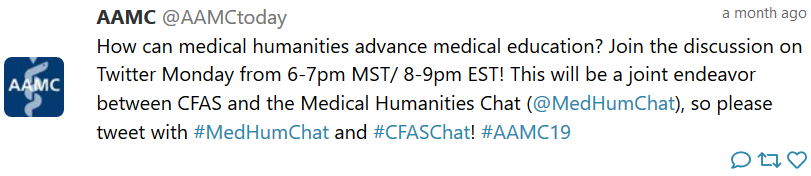 AAMC @AAMCtoday a month ago
How can medical humanities advance medical education? Join the discussion on
Twitter Monday from 6-7pm MST/ 8-9pm EST! This will be a joint endeavor
AAMC
between CFAS and the Medical Humanities Chat (@MedHumChat), so please
tweet with #MedHumChat and #CFASChat! #AAMC19